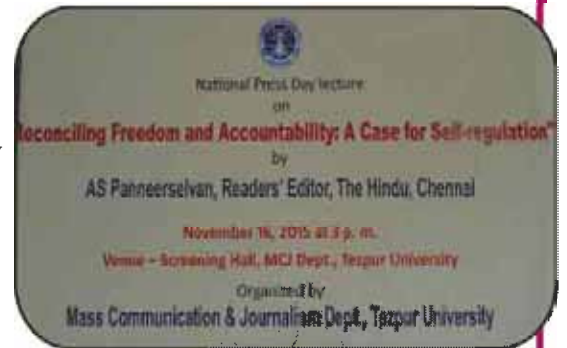 National Press Day lecture
on
Reconciling Freedom and Accountability: A Case for Self-regulation"
by
AS Panneerselvan, Readers' Editor, The Hindu, Chennai
November 16, 2015 at 3 p. m.
Venue – Screening Hall, MCJ Dept., Tezpur University
Organized by
Mass Communication & Journalism Dept., Tezpur University